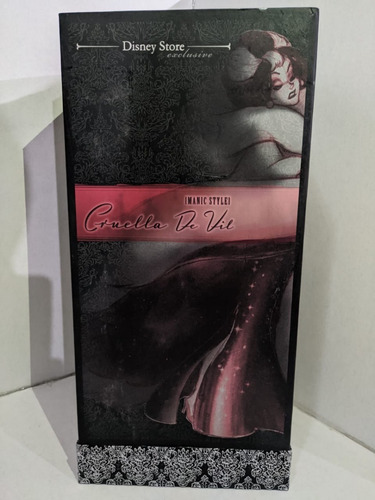 Disney Store
exclusive
[MANIC STYLE]
Cruella De Vil